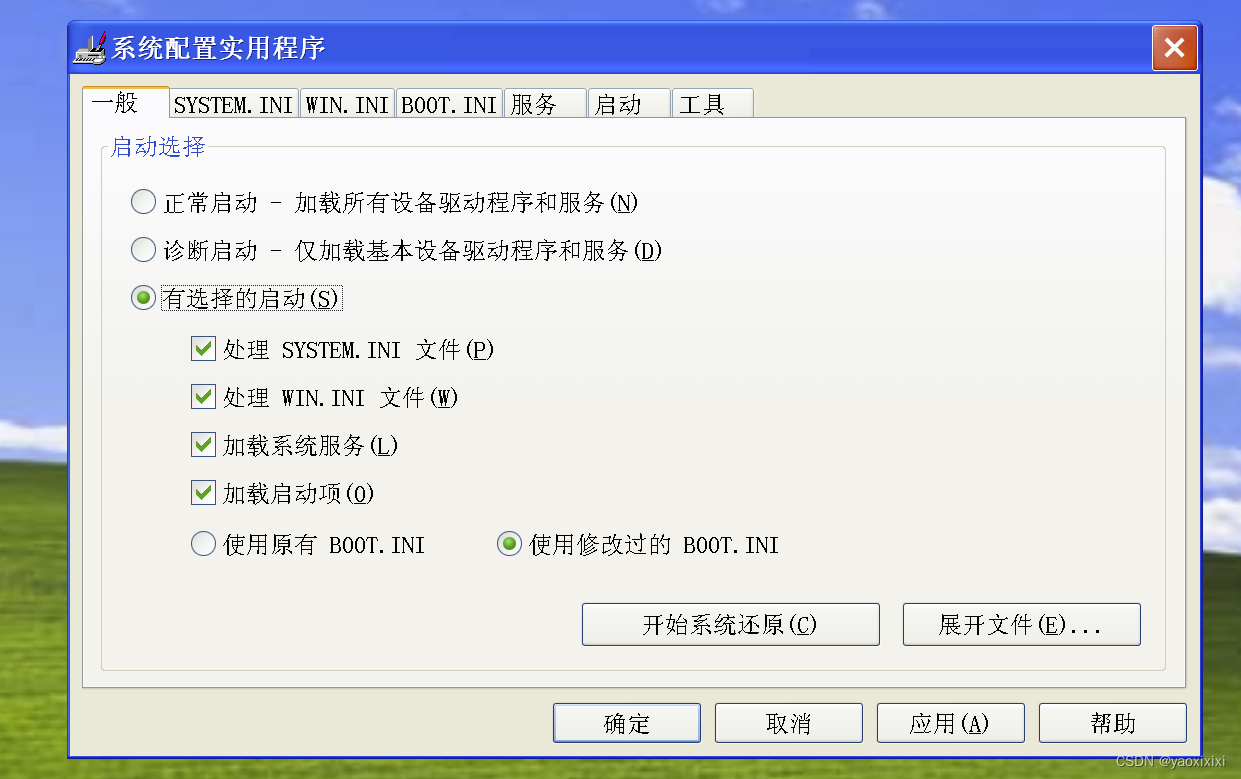 系统配置实用程序
一般 SYSTEM.INI WIN.INI BOOT.INI 服务 启动 工具
启动选择
正常启动 - 加载所有设备驱动程序和服务(N)
诊断启动 - 仅加载基本设备驱动程序和服务(D)
有选择的启动(S)
处理 SYSTEM.INI 文件(P)
处理 WIN.INI 文件(W)
加载系统服务(L)
加载启动项(O)
使用原有 BOOT.INI 使用修改过的 BOOT.INI
开始系统还原(C) 展开文件(E)...
确定 取消 应用(A) 帮助
CSDN @yaoxixixi